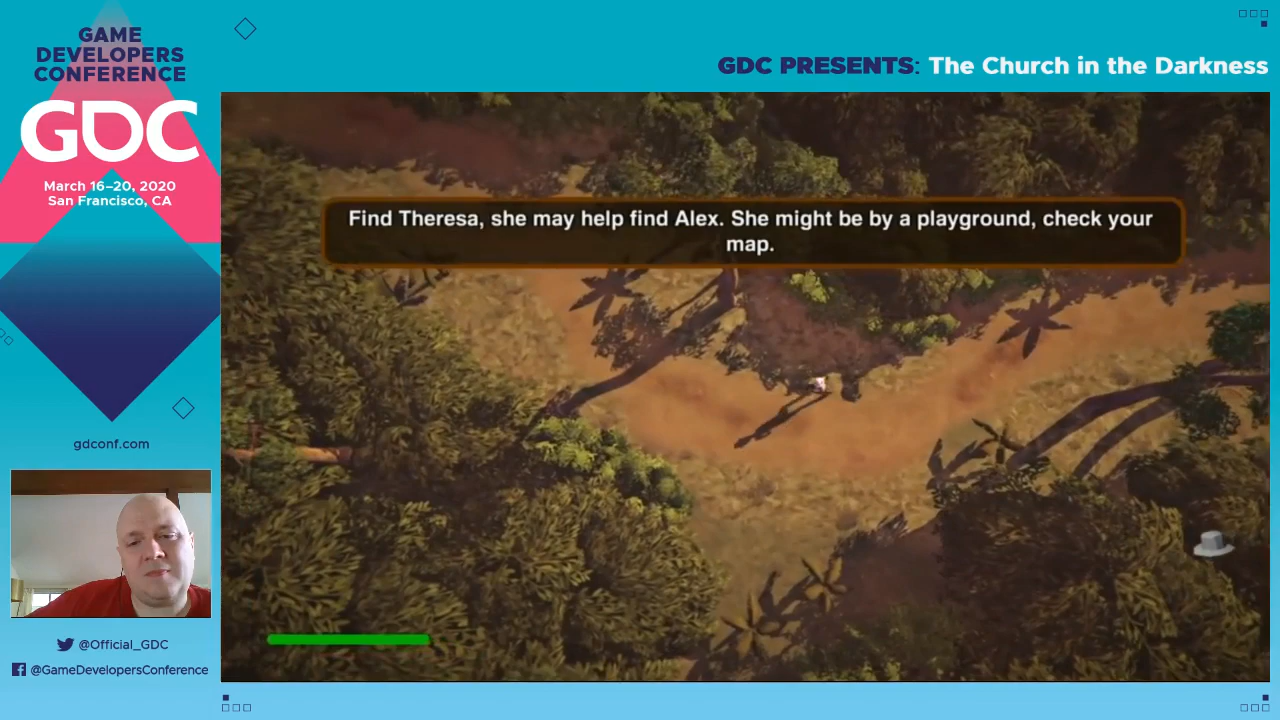 GAME
DEVELOPERS
CONFERENCE
GDC
March 16–20, 2020
San Francisco, CA
gdconf.com
@Official_GDC
@GameDevelopersConference
GDC PRESENTS: The Church in the Darkness
Find Theresa, she may help find Alex. She might be by a playground, check your
map.